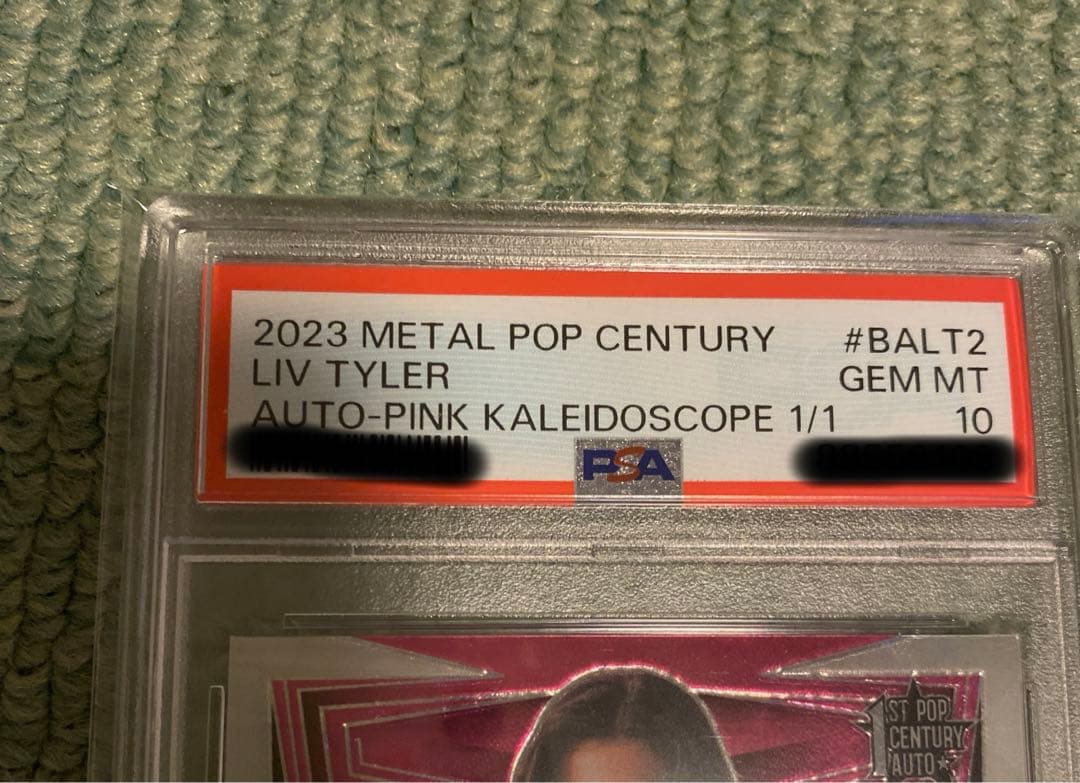 2023 METAL POP CENTURY #BALT2
LIV TYLER GEM MT
AUTO-PINK KALEIDOSCOPE 1/1 10
PSA
1ST POP
CENTURY
AUTO